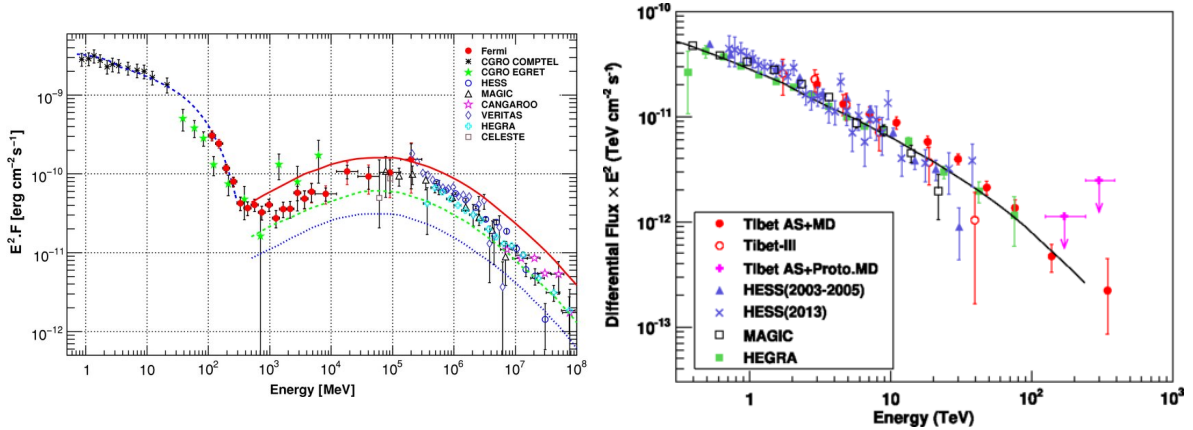 E².F [erg cm⁻² s⁻¹]
10⁻⁹
10⁻¹⁰
10⁻¹¹
10⁻¹²
Fermi
CGRO COMPTEL
CGRO EGRET
HESS
MAGIC
CANGAROO
VERITAS
HEGRA
CELESTE
1 10 10² 10³ 10⁴ 10⁵ 10⁶ 10⁷ 10⁸
Energy [MeV]
Differential Flux × E² (TeV cm⁻² s⁻¹)
10⁻¹⁰
10⁻¹¹
10⁻¹²
10⁻¹³
Tibet AS+MD
Tibet-III
Tibet AS+Proto.MD
HESS(2003-2005)
HESS(2013)
MAGIC
HEGRA
1 10 10² 10³
Energy (TeV)